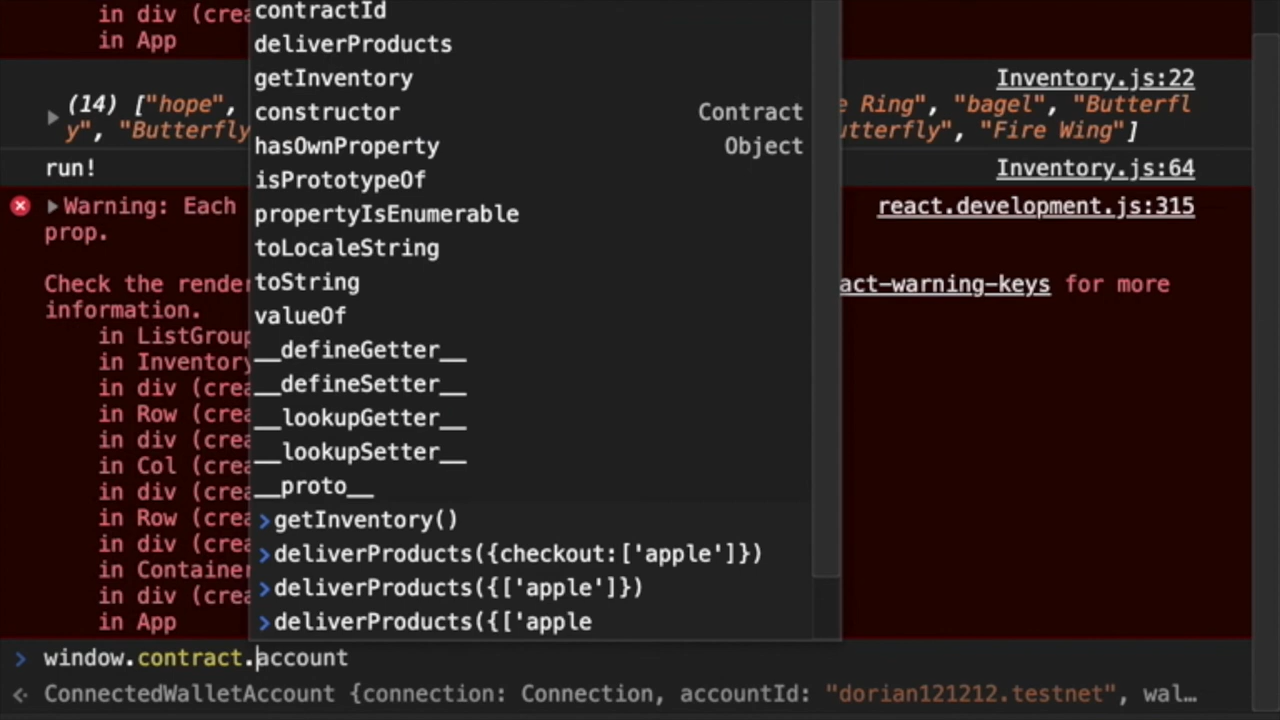 in div (crea
in App
(14) ["hope",
y", "Butterfly
run!
Warning: Each
prop.
Check the render
information.
in ListGroup
in Inventory
in div (crea
in Row (crea
in div (crea
in Col (crea
in div (crea
in Row (crea
in div (crea
in Container
in div (crea
in App
contractId
deliverProducts
getInventory
constructor Contract
hasOwnProperty Object
isPrototypeOf
propertyIsEnumerable
toLocaleString
toString
valueOf
__defineGetter__
__defineSetter__
__lookupGetter__
__lookupSetter__
__proto__
>getInventory()
>deliverProducts({checkout:['apple']})
>deliverProducts({['apple']})
>deliverProducts({['apple
Inventory.js:22
e Ring", "bagel", "Butterfl
utterfly", "Fire Wing"]
Inventory.js:64
react.development.js:315
act-warning-keys for more
> window.contract.account
ConnectedWalletAccount {connection: Connection, accountId: "dorian121212.testnet", wal…